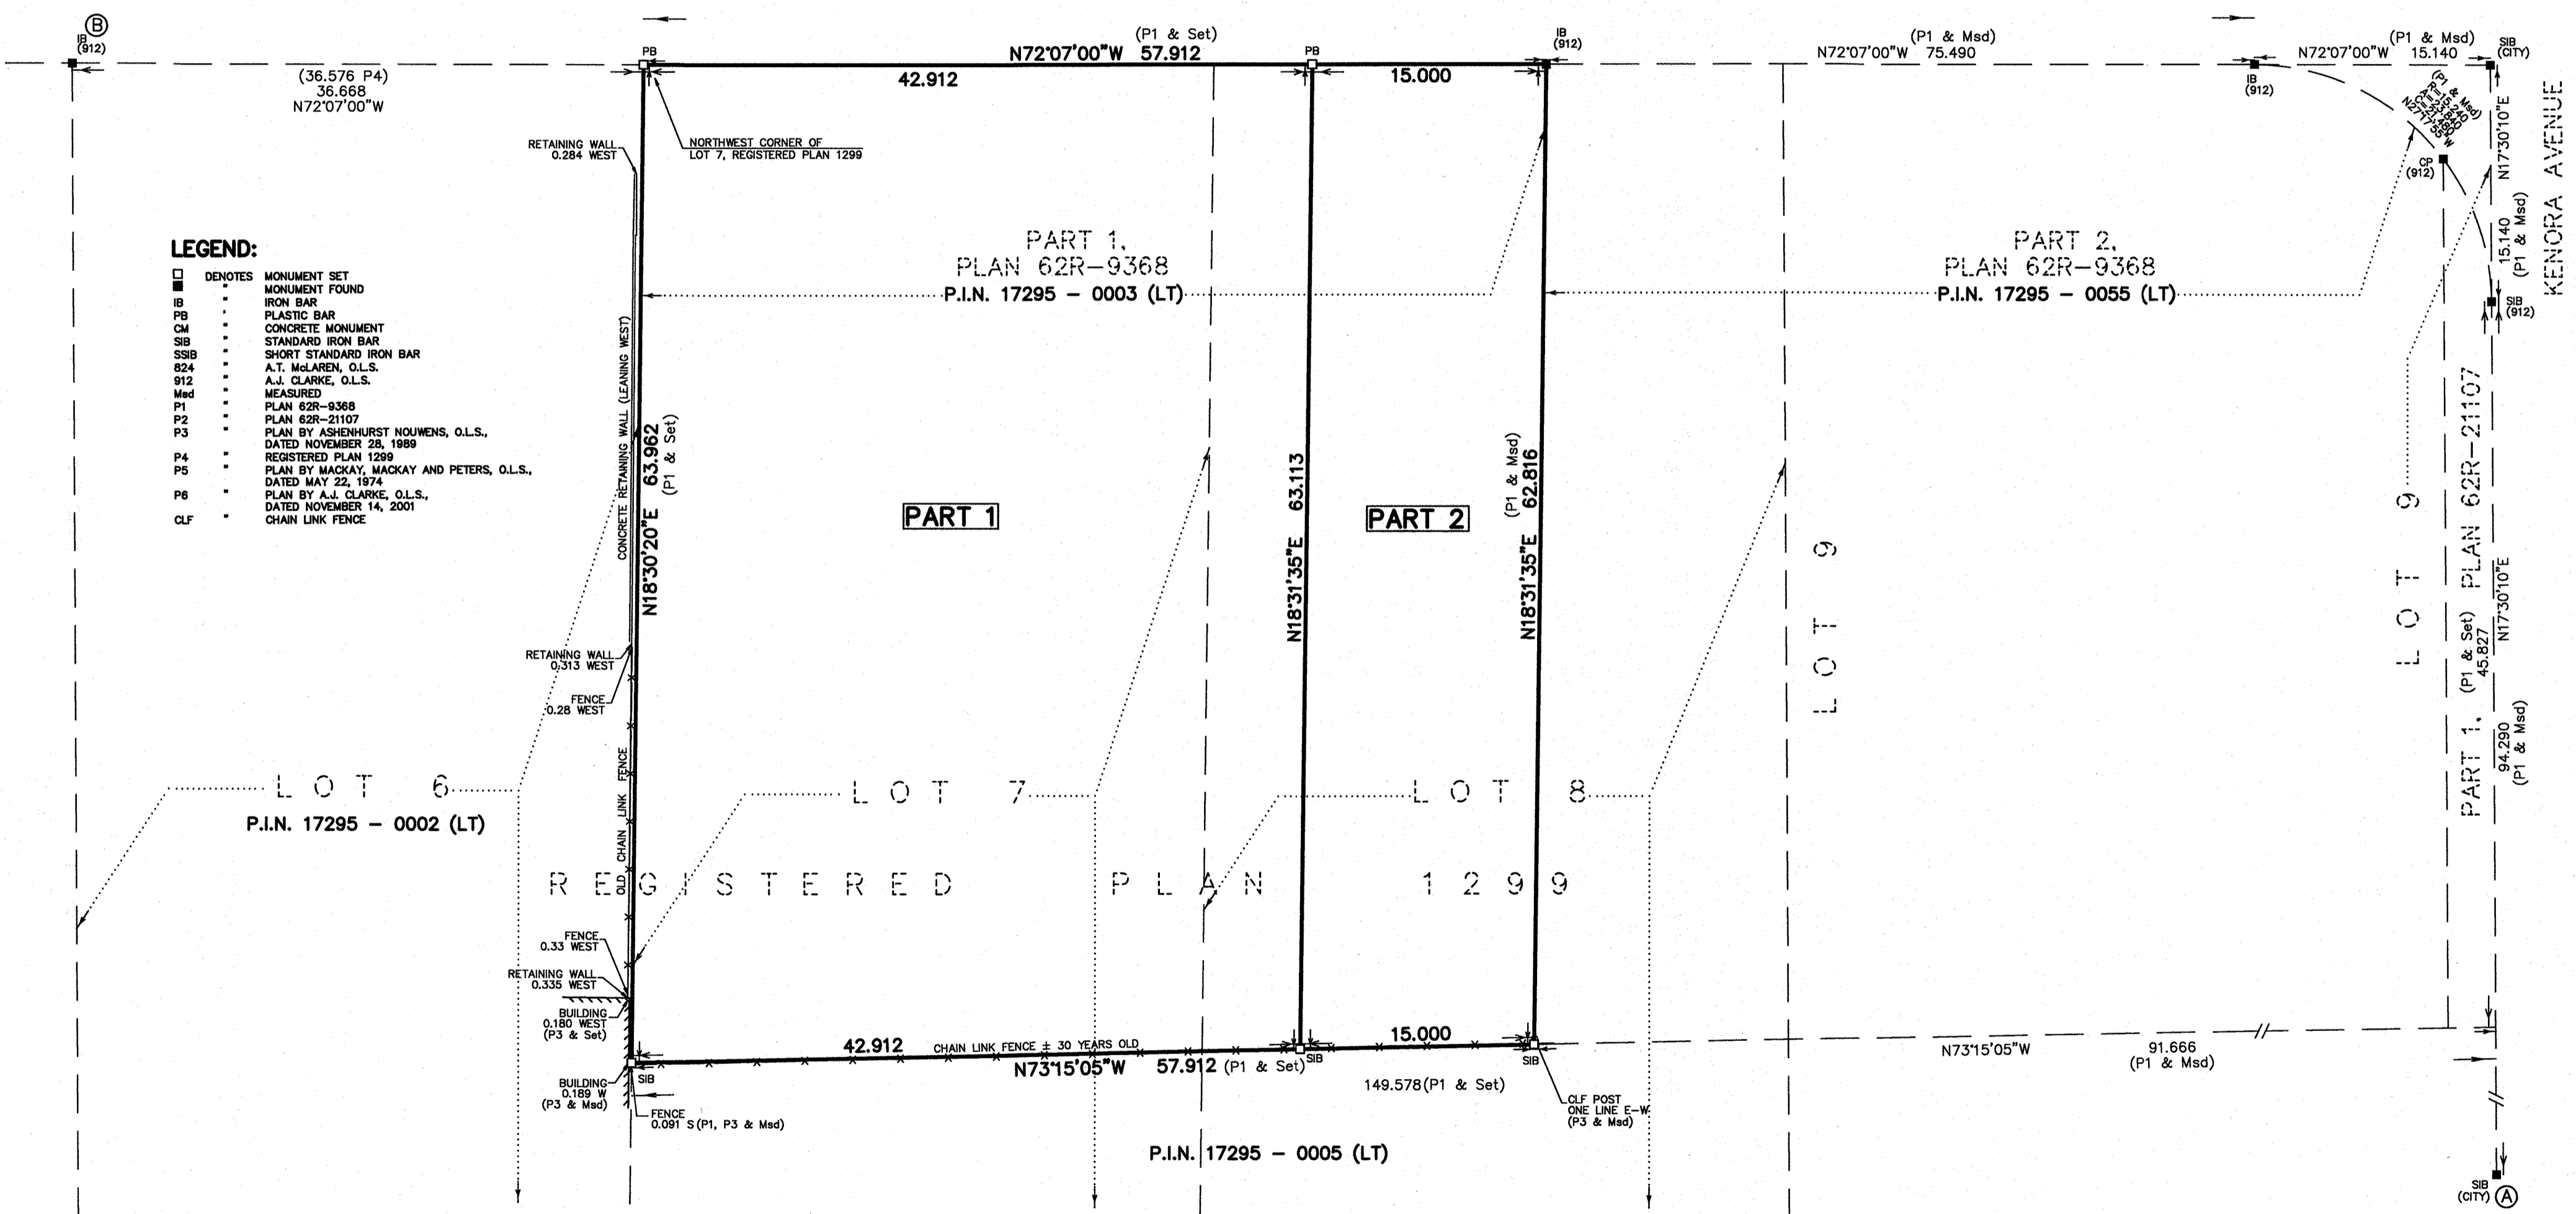 B
IB
(912)
(36.576 P4)
36.668
N72°07'00"W
PB
(P1 & Set)
N72°07'00"W 57.912
PB
IB
(912)
42.912
15.000
(P1 & Msd)
N72°07'00"W 75.490
(P1 & Msd)
N72°07'00"W 15.140
SIB
(CITY)
IB
(912)
(P1 & Msd)
R=15.240
CP
(912)
N17°30'10"E
15.140
(P1 & Msd)
KENORA AVENUE
SIB
(912)
RETAINING WALL
0.284 WEST
NORTHWEST CORNER OF
LOT 7, REGISTERED PLAN 1299
LEGEND:
DENOTES MONUMENT SET
" MONUMENT FOUND
IB " IRON BAR
PB " PLASTIC BAR
CM " CONCRETE MONUMENT
SIB " STANDARD IRON BAR
SSIB " SHORT STANDARD IRON BAR
824 " A.T. McLAREN, O.L.S.
912 " A.J. CLARKE, O.L.S.
Msd " MEASURED
P1 " PLAN 62R-9368
P2 " PLAN 62R-21107
P3 " PLAN BY ASHENHURST NOUWENS, O.L.S.,
DATED NOVEMBER 28, 1989
P4 " REGISTERED PLAN 1299
P5 " PLAN BY MACKAY, MACKAY AND PETERS, O.L.S.,
DATED MAY 22, 1974
P6 " PLAN BY A.J. CLARKE, O.L.S.,
DATED NOVEMBER 14, 2001
CLF " CHAIN LINK FENCE
PART 1,
PLAN 62R-9368
P.I.N. 17295 - 0003 (LT)
PART 2,
PLAN 62R-9368
P.I.N. 17295 - 0055 (LT)
CONCRETE RETAINING WALL (LEANING WEST)
N18°30'20"E 63.962
(P1 & Set)
PART 1
N18°31'35"E 63.113
PART 2
N18°31'35"E 62.816
(P1 & Msd)
LOT 9
LOT 9
PART 1, PLAN 62R-21107
(P1 & Set)
45.827
N17°30'10"E
94.290
(P1 & Msd)
RETAINING WALL
0.313 WEST
FENCE
0.28 WEST
OLD CHAIN LINK FENCE
LOT 6
P.I.N. 17295 - 0002 (LT)
LOT 7
LOT 8
REGISTERED PLAN 1299
FENCE
0.33 WEST
RETAINING WALL
0.335 WEST
BUILDING
0.180 WEST
(P3 & Set)
BUILDING
0.189 W
(P3 & Msd)
SIB
FENCE
0.091 S (P1, P3 & Msd)
42.912 CHAIN LINK FENCE ± 30 YEARS OLD
N73°15'05"W 57.912 (P1 & Set)
SIB
15.000
SIB
149.578(P1 & Set)
CLF POST
ONE LINE E-W
(P3 & Msd)
N73°15'05"W 91.666
(P1 & Msd)
P.I.N. 17295 - 0005 (LT)
SIB
(CITY) A